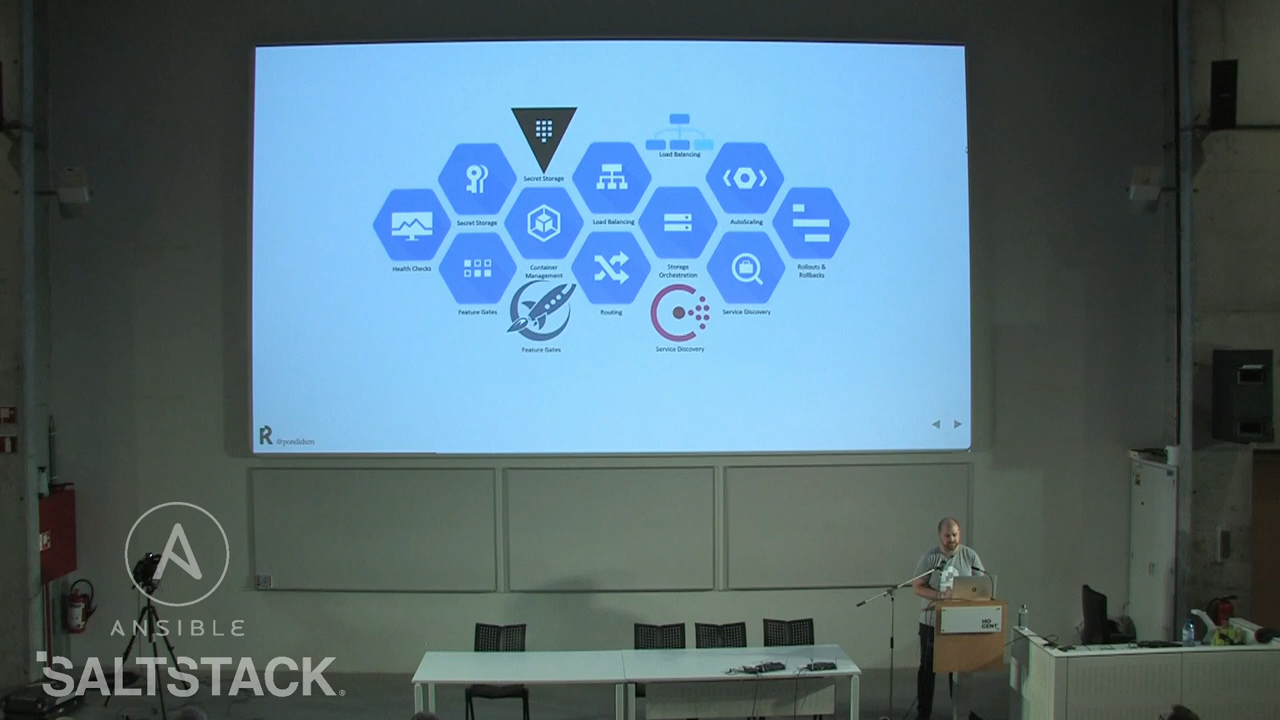 Load Balancing
Secret Storage
Secret Storage
Load Balancing
AutoScaling
Health Checks
Container
Management
Storage
Orchestration
Rollouts &
Rollbacks
Feature Gates
Routing
Service Discovery
Feature Gates
Service Discovery
R @pondidum
ANSIBLE
SALTSTACK®
HO
GENT